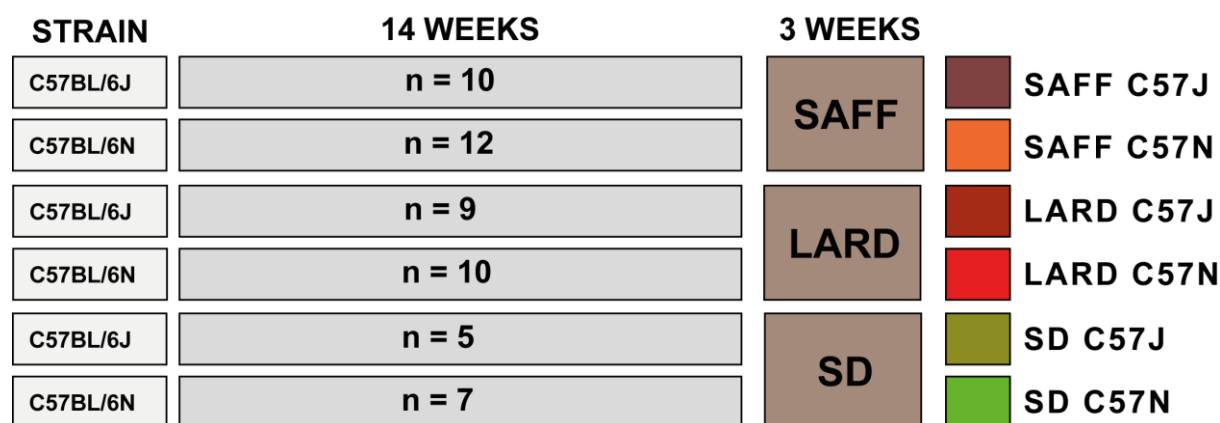 STRAIN 14 WEEKS 3 WEEKS
C57BL/6J n = 10 SAFF C57J
SAFF
C57BL/6N n = 12 SAFF C57N
C57BL/6J n = 9 LARD C57J
LARD
C57BL/6N n = 10 LARD C57N
C57BL/6J n = 5 SD C57J
SD
C57BL/6N n = 7 SD C57N